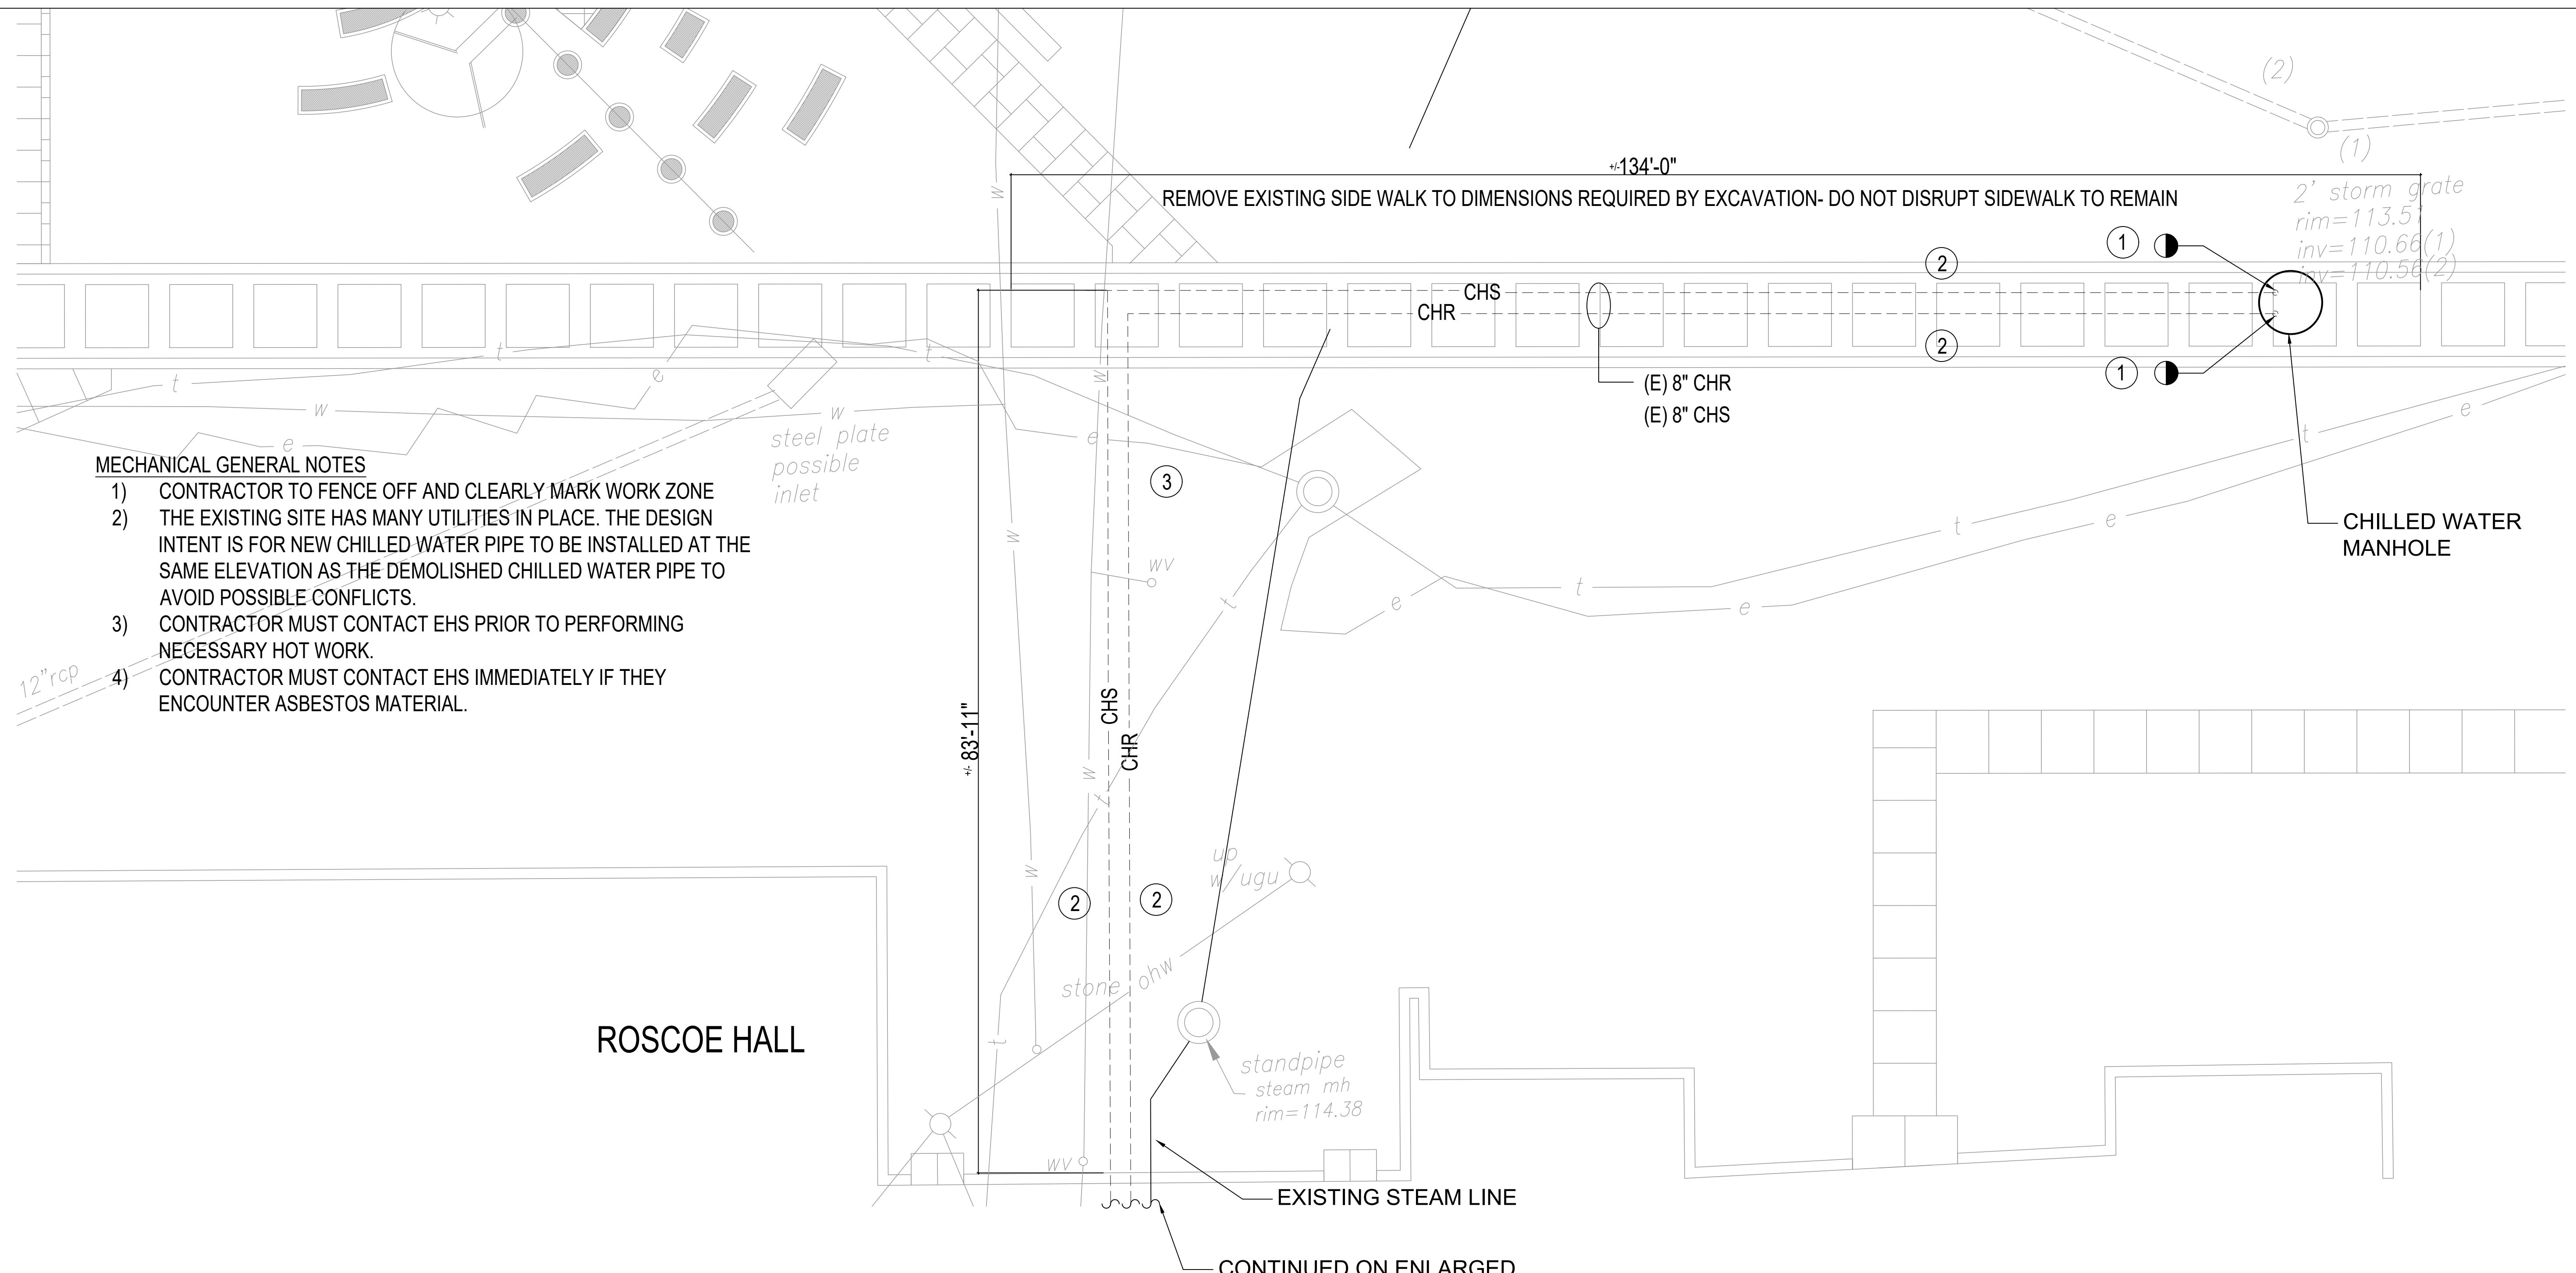 (2)
(1)
+/-134'-0"
REMOVE EXISTING SIDE WALK TO DIMENSIONS REQUIRED BY EXCAVATION- DO NOT DISRUPT SIDEWALK TO REMAIN
2' storm grate
rim=113.51
inv=110.66(1)
inv=110.56(2)
w
1
2
CHS
CHR
2
1
(E) 8" CHR
(E) 8" CHS
t
t
t
e
w
w
w
e
e
t
e
steel plate
possible
inlet
MECHANICAL GENERAL NOTES
1) CONTRACTOR TO FENCE OFF AND CLEARLY MARK WORK ZONE
2) THE EXISTING SITE HAS MANY UTILITIES IN PLACE. THE DESIGN
INTENT IS FOR NEW CHILLED WATER PIPE TO BE INSTALLED AT THE
SAME ELEVATION AS THE DEMOLISHED CHILLED WATER PIPE TO
AVOID POSSIBLE CONFLICTS.
3) CONTRACTOR MUST CONTACT EHS PRIOR TO PERFORMING
NECESSARY HOT WORK.
4) CONTRACTOR MUST CONTACT EHS IMMEDIATELY IF THEY
ENCOUNTER ASBESTOS MATERIAL.
12"rcp
3
w
wv
t
e
t
e
t
e
CHILLED WATER
MANHOLE
+/- 83'-11"
CHS
CHR
w
t
w
up
w/ugu
2
2
stone
ohw
t
ROSCOE HALL
standpipe
steam mh
rim=114.38
wv
EXISTING STEAM LINE
CONTINUED ON ENLARGED